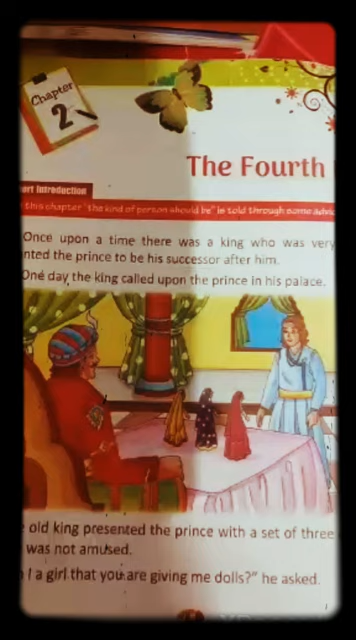 Chapter
2
The Fourth
ort Introduction
this chapter "the kind of person should be" is told through some advic
Once upon a time there was a king who was very
nted the prince to be his successor after him.
One day the king called upon the prince in his palace.
old king presented the prince with a set of three
was not amused.
I a girl that you are giving me dolls?" he asked.